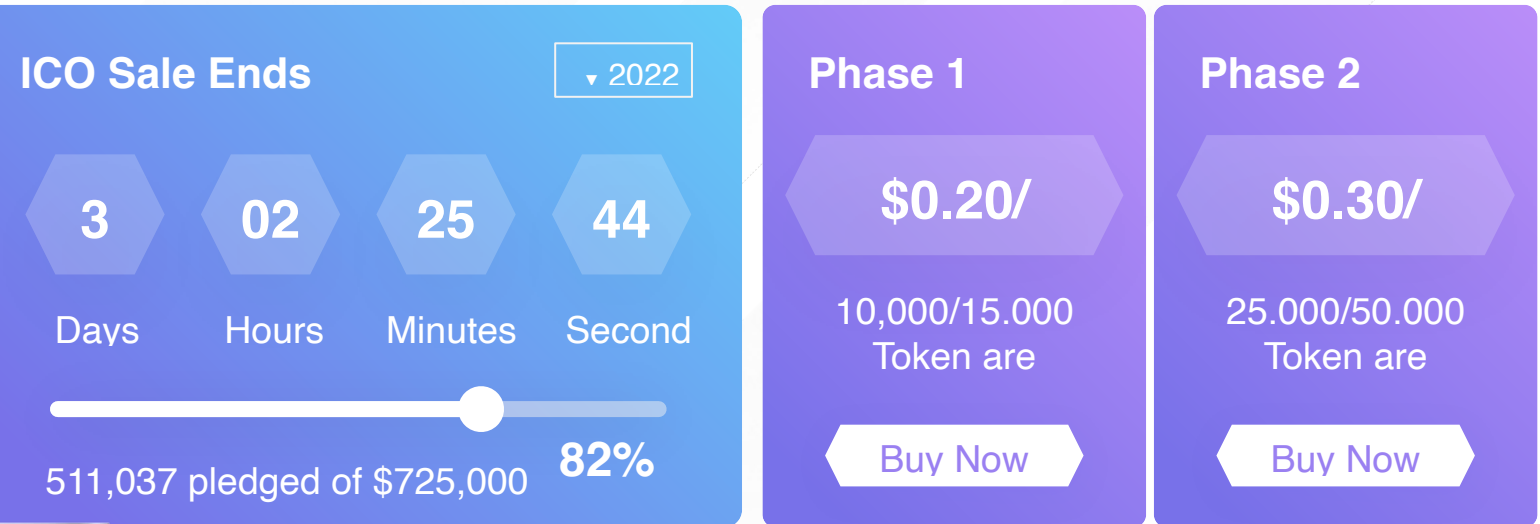 ICO Sale Ends
▼ 2022
3
02
25
44
Days
Hours
Minutes
Second
82%
511,037 pledged of $725,000
Phase 1
$0.20/
10,000/15.000
Token are
Buy Now
Phase 2
$0.30/
25.000/50.000
Token are
Buy Now